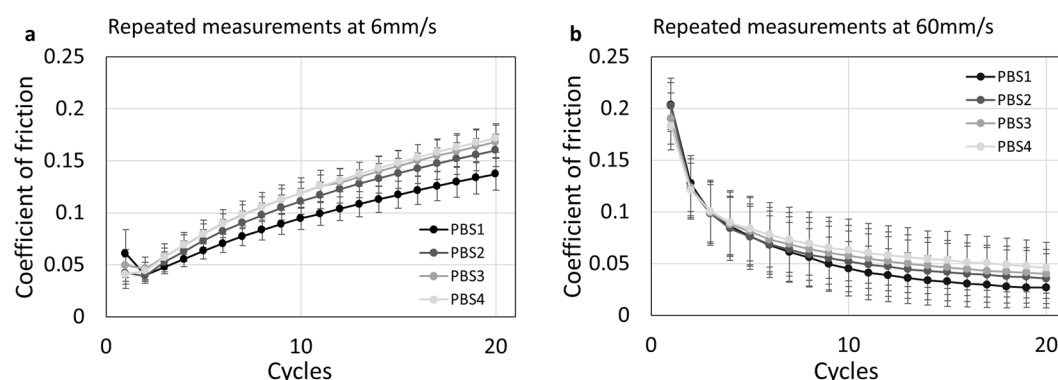 a
Repeated measurements at 6mm/s
Coefficient of friction
0.25
0.2
0.15
0.1
0.05
0
0
10
20
Cycles
PBS1
PBS2
PBS3
PBS4
b
Repeated measurements at 60mm/s
Coefficient of friction
0.25
0.2
0.15
0.1
0.05
0
0
10
20
Cycles
PBS1
PBS2
PBS3
PBS4